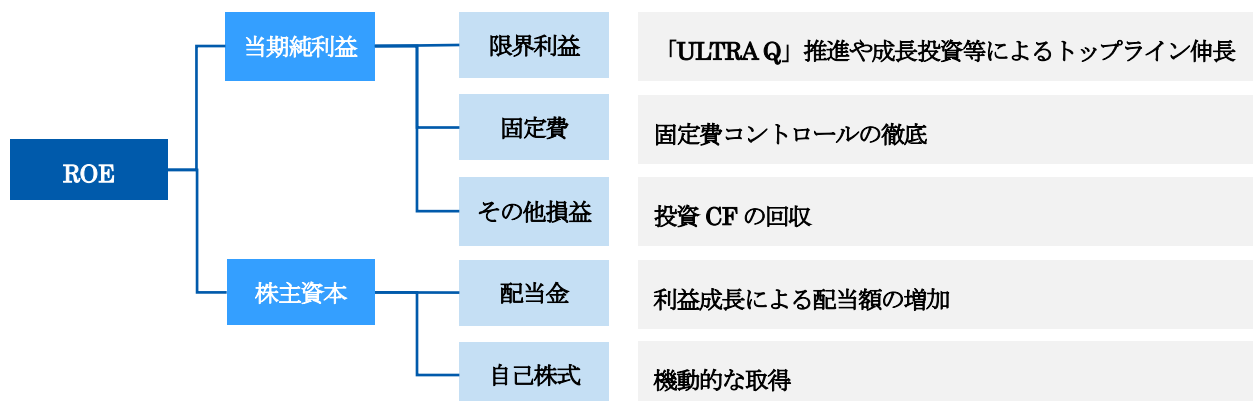 ROE
当期純利益
限界利益
「ULTRA Q」推進や成長投資等によるトップライン伸長
固定費
固定費コントロールの徹底
その他損益
投資 CF の回収
株主資本
配当金
利益成長による配当額の増加
自己株式
機動的な取得